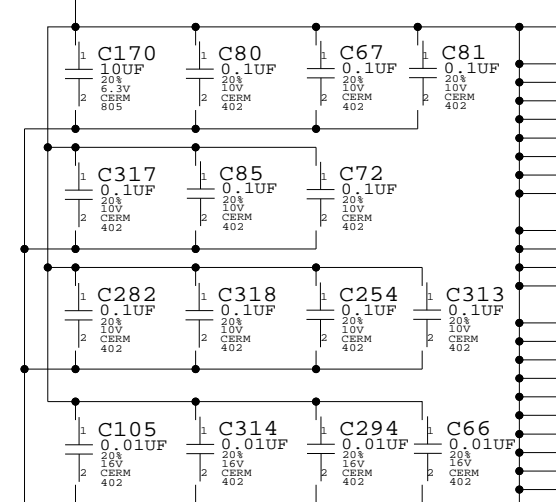 1 C170
10UF
20%
6.3V
2 CERM
805
1 C80
0.1UF
20%
10V
2 CERM
402
1 C67
0.1UF
20%
10V
2 CERM
402
1 C81
0.1UF
20%
10V
2 CERM
402
1 C317
0.1UF
20%
10V
2 CERM
402
1 C85
0.1UF
20%
10V
2 CERM
402
1 C72
0.1UF
20%
10V
2 CERM
402
1 C282
0.1UF
20%
10V
2 CERM
402
1 C318
0.1UF
20%
10V
2 CERM
402
1 C254
0.1UF
20%
10V
2 CERM
402
1 C313
0.1UF
20%
10V
2 CERM
402
1 C105
0.01UF
20%
16V
2 CERM
402
1 C314
0.01UF
20%
16V
2 CERM
402
1 C294
0.01UF
20%
16V
2 CERM
402
1 C66
0.01UF
20%
16V
2 CERM
402